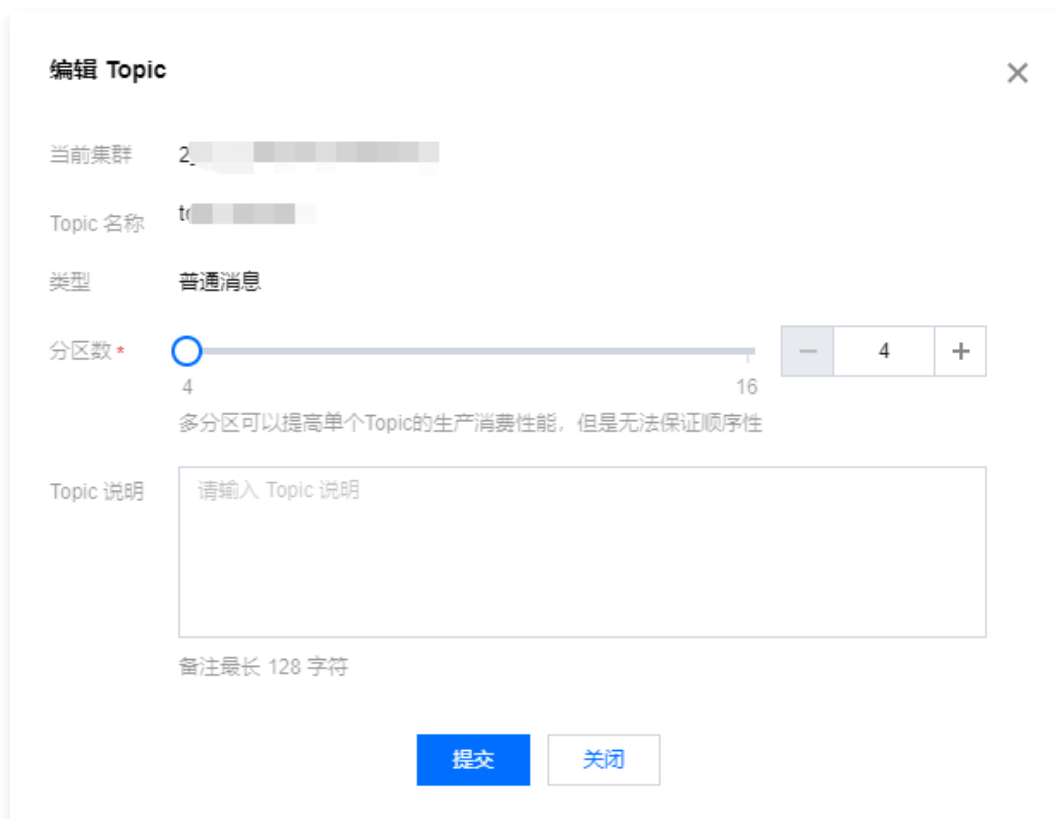 编辑 Topic
当前集群
Topic 名称
类型 普通消息
分区数 * 4
4 16
多分区可以提高单个Topic的生产消费性能，但是无法保证顺序性
Topic 说明 请输入 Topic 说明
备注最长 128 字符
提交 关闭